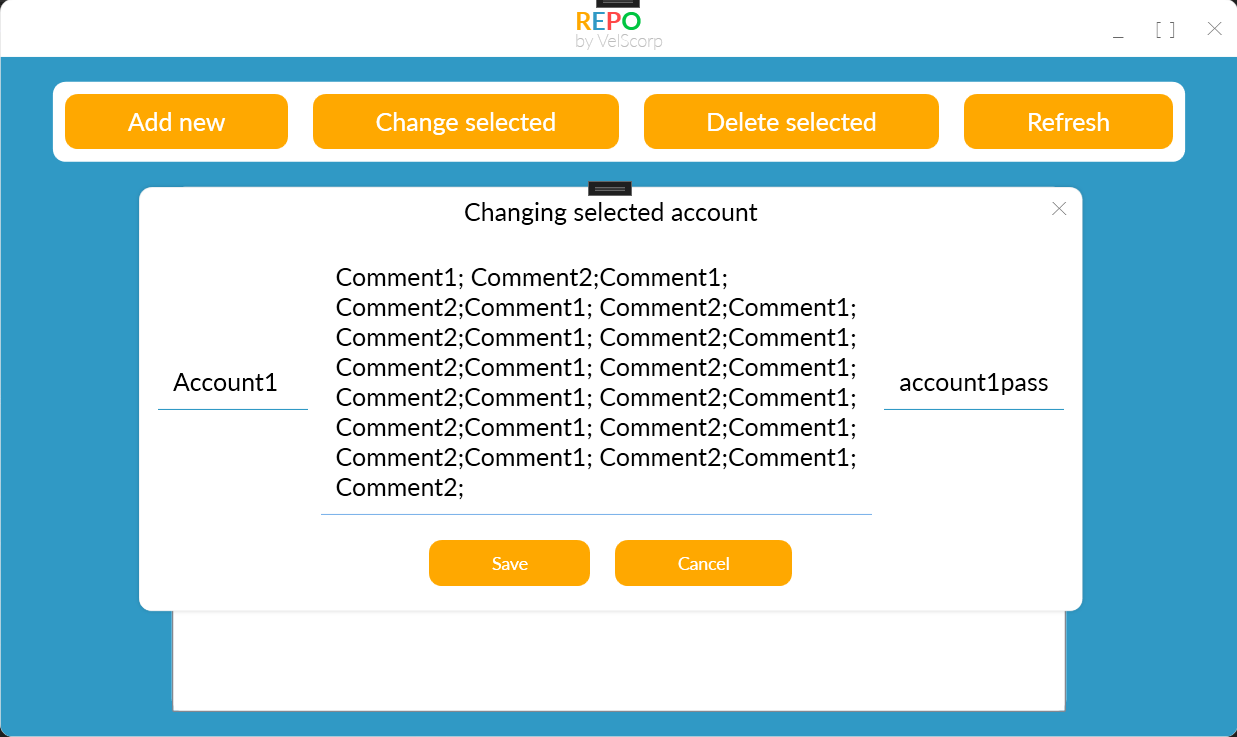 REPO
by VelScorp
Add new
Change selected
Delete selected
Refresh
Changing selected account
Account1
Comment1; Comment2;Comment1;
Comment2;Comment1; Comment2;Comment1;
Comment2;Comment1; Comment2;Comment1;
Comment2;Comment1; Comment2;Comment1;
Comment2;Comment1; Comment2;Comment1;
Comment2;Comment1; Comment2;Comment1;
Comment2;Comment1; Comment2;Comment1;
Comment2;
account1pass
Save
Cancel